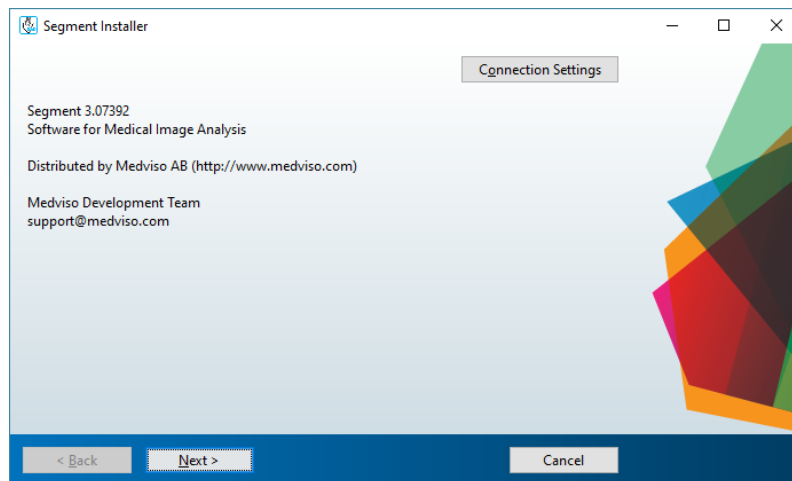 Segment Installer
Connection Settings
Segment 3.07392
Software for Medical Image Analysis
Distributed by Medviso AB (http://www.medviso.com)
Medviso Development Team
support@medviso.com
< Back
Next >
Cancel